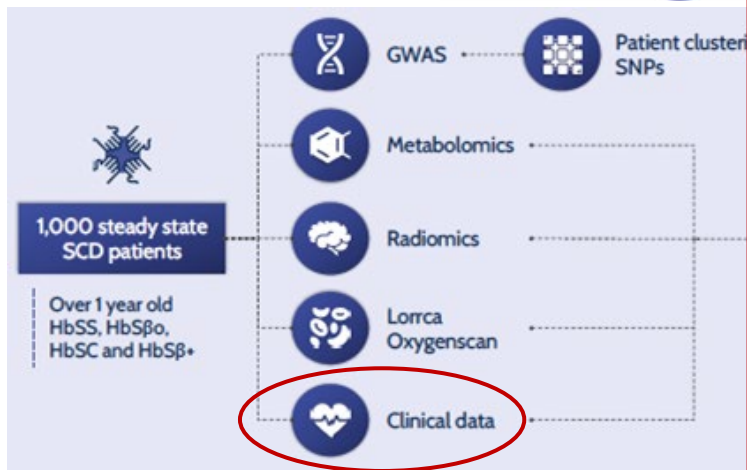 GWAS
Patient clusteri
SNPs
Metabolomics
1,000 steady state
SCD patients
Radiomics
Over 1 year old
HbSS, HbSβo,
HbSC and HbSβ+
Lorrca
Oxygenscan
Clinical data